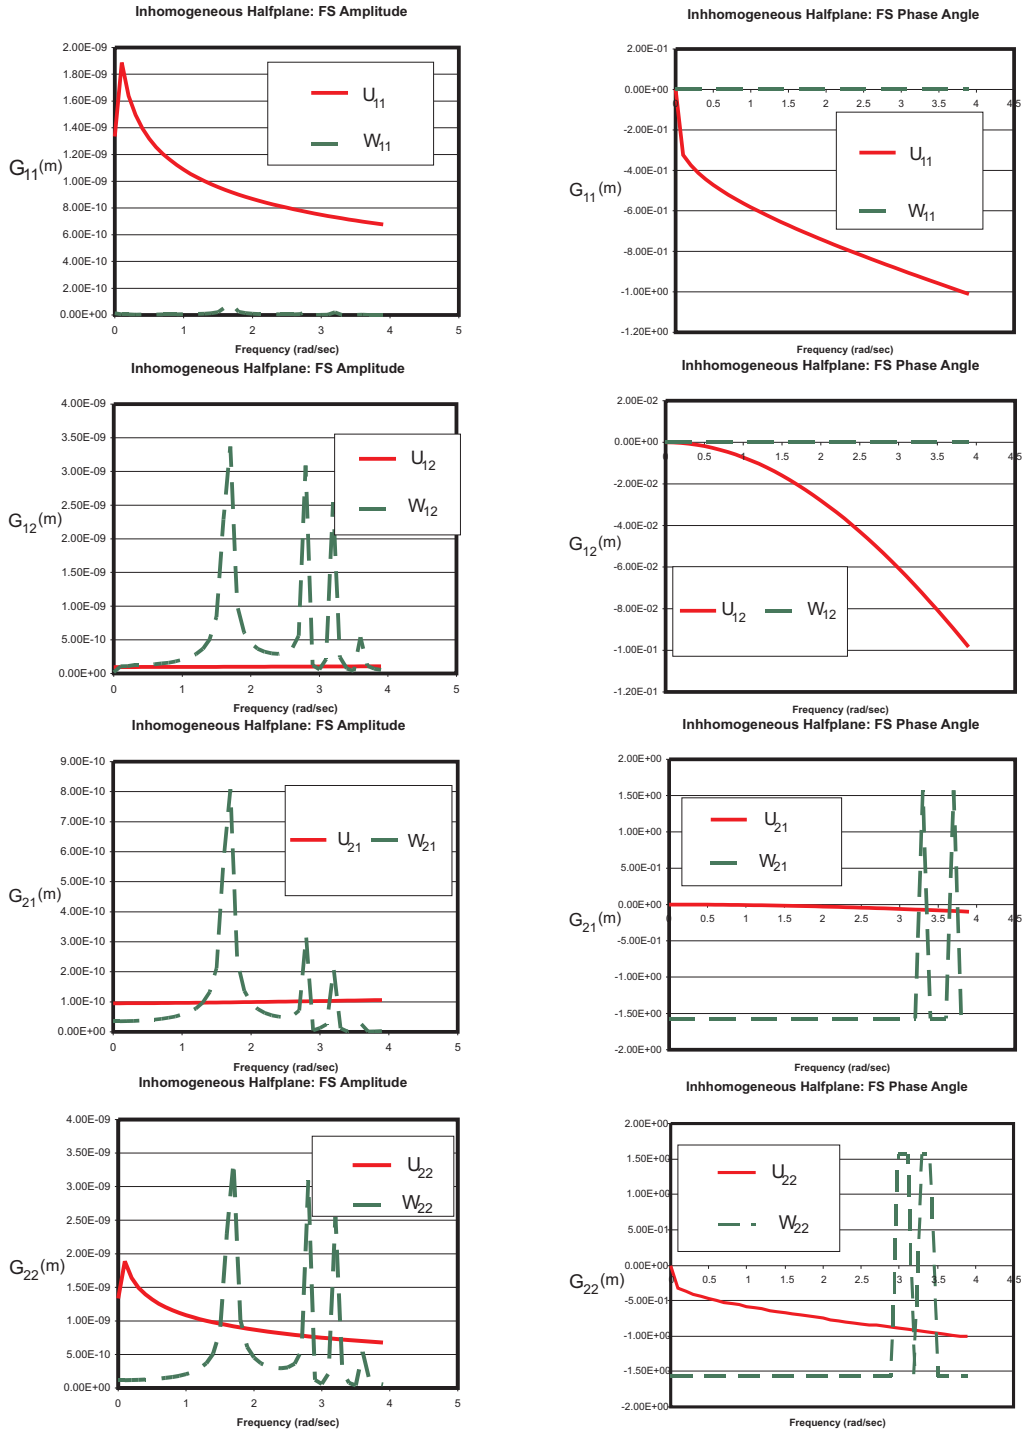 Inhomogeneous Halfplane: FS Amplitude
2.00E-09
1.80E-09
1.60E-09
1.40E-09
1.20E-09
1.00E-09
8.00E-10
6.00E-10
4.00E-10
2.00E-10
0.00E+00
G11(m)
U11
W11
0 1 2 3 4 5
Frequency (rad/sec)
Inhhomogeneous Halfplane: FS Phase Angle
2.00E-01
0.00E+00
-2.00E-01
-4.00E-01
-6.00E-01
-8.00E-01
-1.00E+00
-1.20E+00
G11(m)
0.5 1 1.5 2 2.5 3 3.5 4 4.5
U11
W11
Frequency (rad/sec)
Inhomogeneous Halfplane: FS Amplitude
4.00E-09
3.50E-09
3.00E-09
2.50E-09
2.00E-09
1.50E-09
1.00E-09
5.00E-10
0.00E+00
G12(m)
U12
W12
0 1 2 3 4 5
Frequency (rad/sec)
Inhhomogeneous Halfplane: FS Phase Angle
2.00E-02
0.00E+00
-2.00E-02
-4.00E-02
-6.00E-02
-8.00E-02
-1.00E-01
-1.20E-01
G12(m)
0 0.5 1 1.5 2 2.5 3 3.5 4 4.5
U12 W12
Frequency (rad/sec)
Inhomogeneous Halfplane: FS Amplitude
9.00E-10
8.00E-10
7.00E-10
6.00E-10
5.00E-10
4.00E-10
3.00E-10
2.00E-10
1.00E-10
0.00E+00
G21(m)
U21 W21
0 1 2 3 4 5
Frequency (rad/sec)
Inhhomogeneous Halfplane: FS Phase Angle
2.00E+00
1.50E+00
1.00E+00
5.00E-01
0.00E+00
-5.00E-01
-1.00E+00
-1.50E+00
-2.00E+00
G21(m)
0 0.5 1 1.5 2 2.5 3 3.5 4 4.5
U21
W21
Frequency (rad/sec)
Inhomogeneous Halfplane: FS Amplitude
4.00E-09
3.50E-09
3.00E-09
2.50E-09
2.00E-09
1.50E-09
1.00E-09
5.00E-10
0.00E+00
G22(m)
U22
W22
0 1 2 3 4 5
Frequency (rad/sec)
Inhhomogeneous Halfplane: FS Phase Angle
2.00E+00
1.50E+00
1.00E+00
5.00E-01
0.00E+00
-5.00E-01
-1.00E+00
-1.50E+00
-2.00E+00
G22(m)
0 0.5 1 1.5 2 2.5 3 3.5 4 4.5
U22
W22
Frequency (rad/sec)